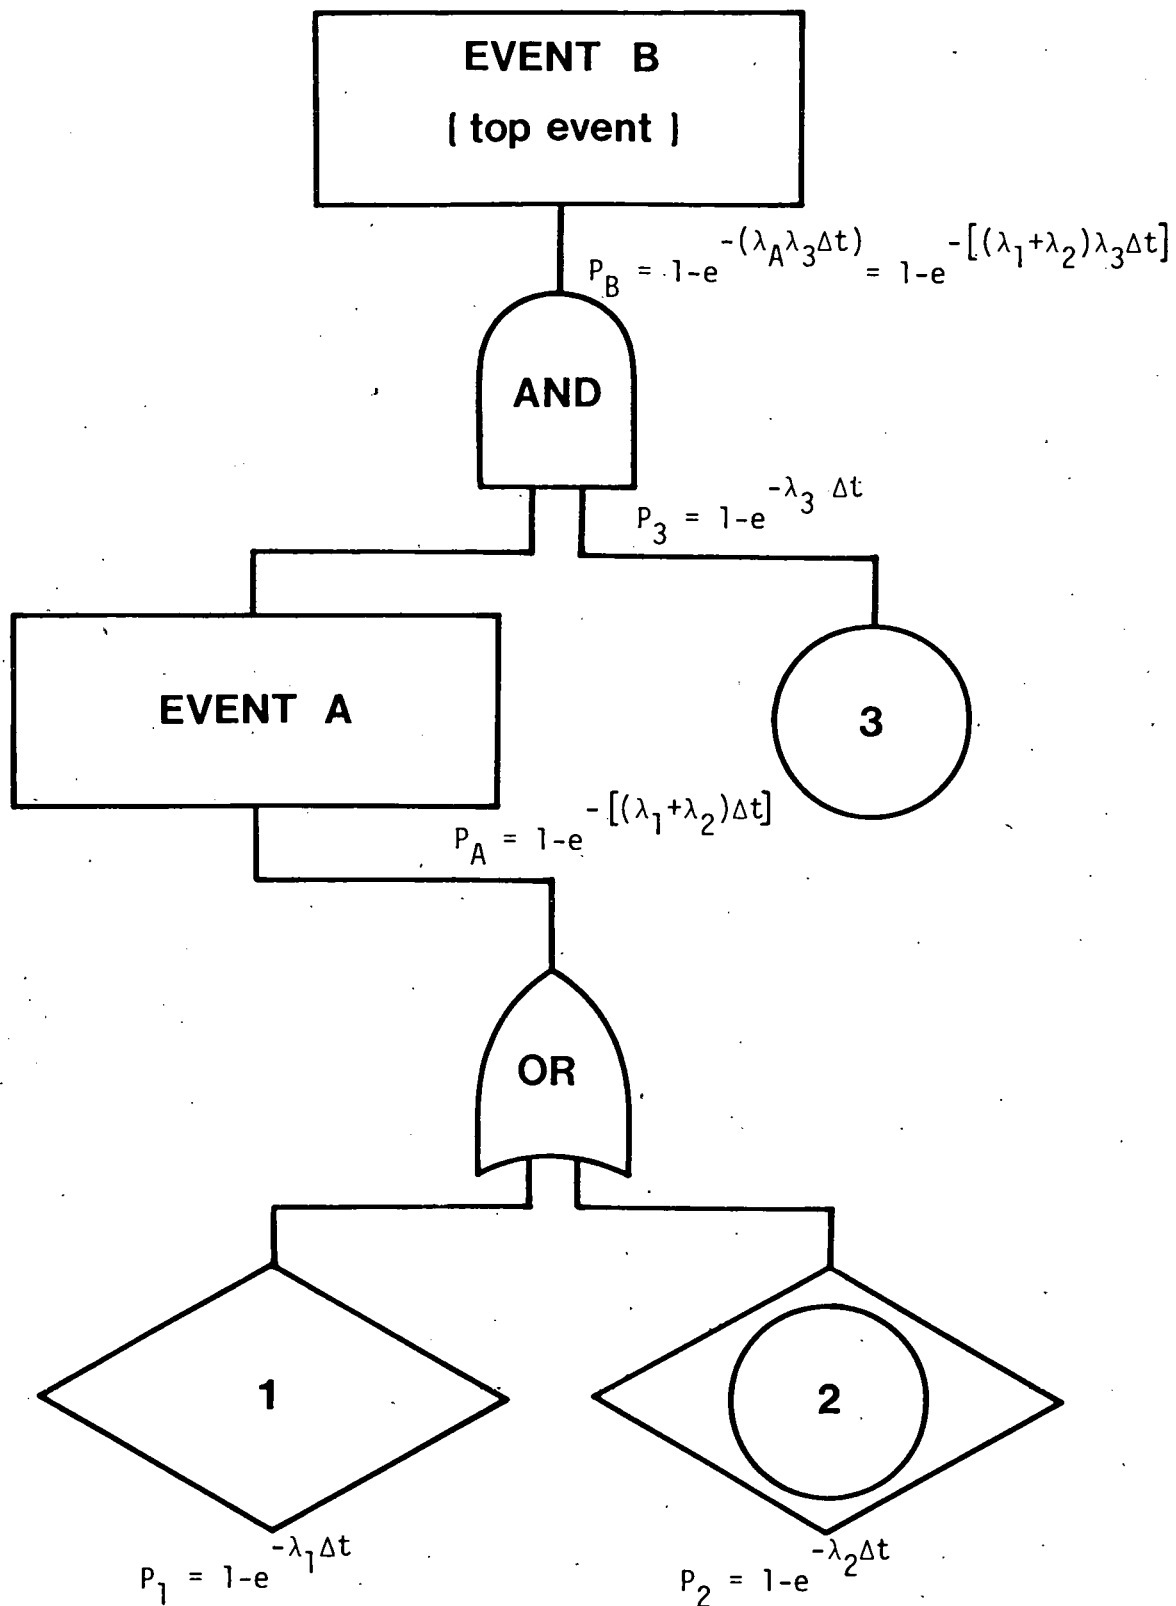 EVENT B
( top event )
P_B = 1-e^-(λ_Aλ_3Δt) = 1-e^-[(λ_1+λ_2)λ_3Δt]
AND
P_3 = 1-e^-λ_3 Δt
EVENT A
3
P_A = 1-e^-[(λ_1+λ_2)Δt]
OR
1
2
P_1 = 1-e^-λ_1Δt
P_2 = 1-e^-λ_2Δt